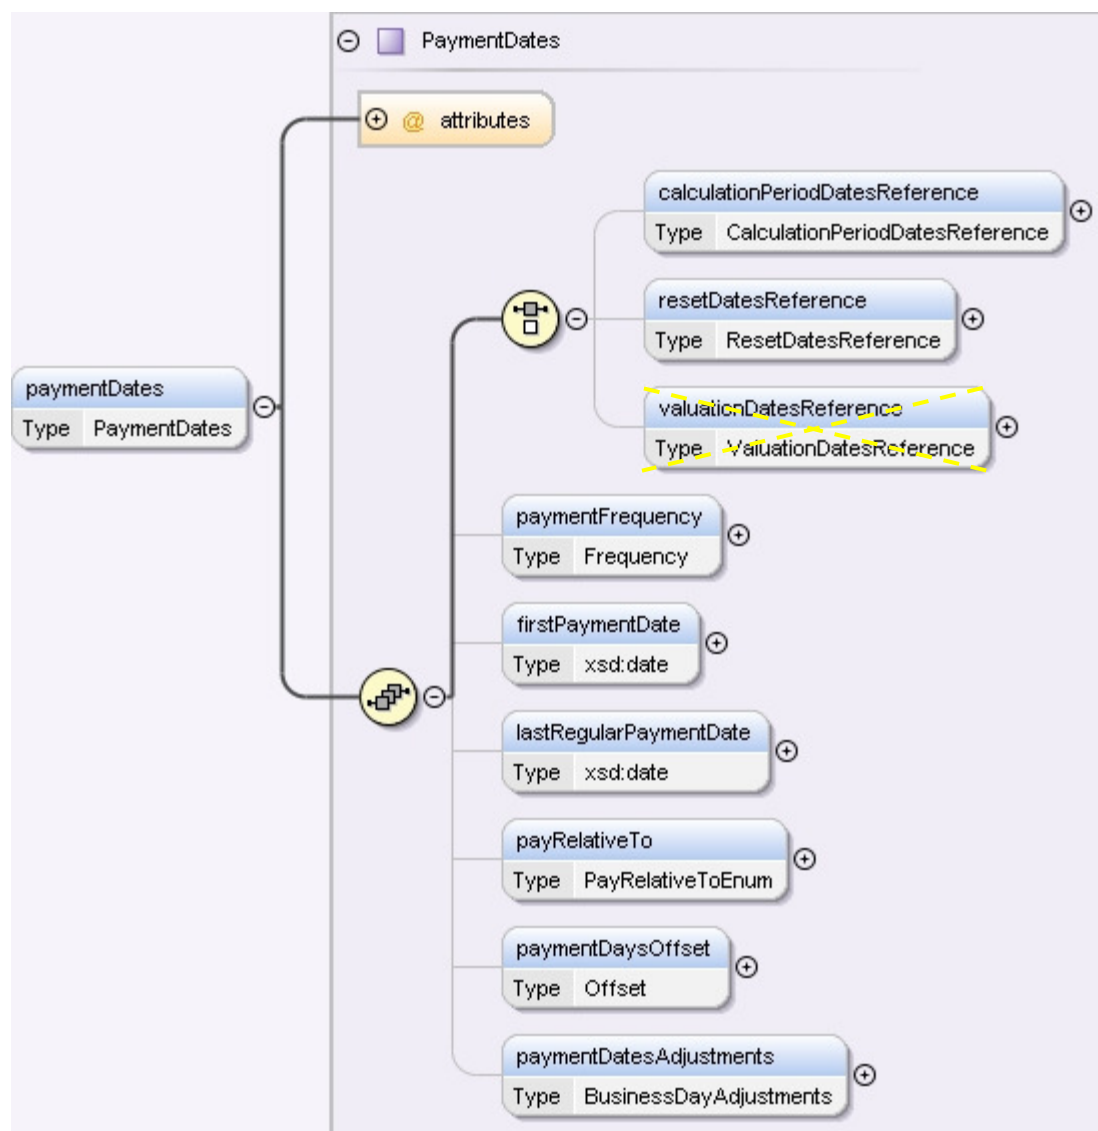 PaymentDates
@ attributes
calculationPeriodDatesReference
Type CalculationPeriodDatesReference
resetDatesReference
Type ResetDatesReference
paymentDates
Type PaymentDates
valuationDatesReference
Type ValuationDatesReference
paymentFrequency
Type Frequency
firstPaymentDate
Type xsd:date
lastRegularPaymentDate
Type xsd:date
payRelativeTo
Type PayRelativeToEnum
paymentDaysOffset
Type Offset
paymentDatesAdjustments
Type BusinessDayAdjustments